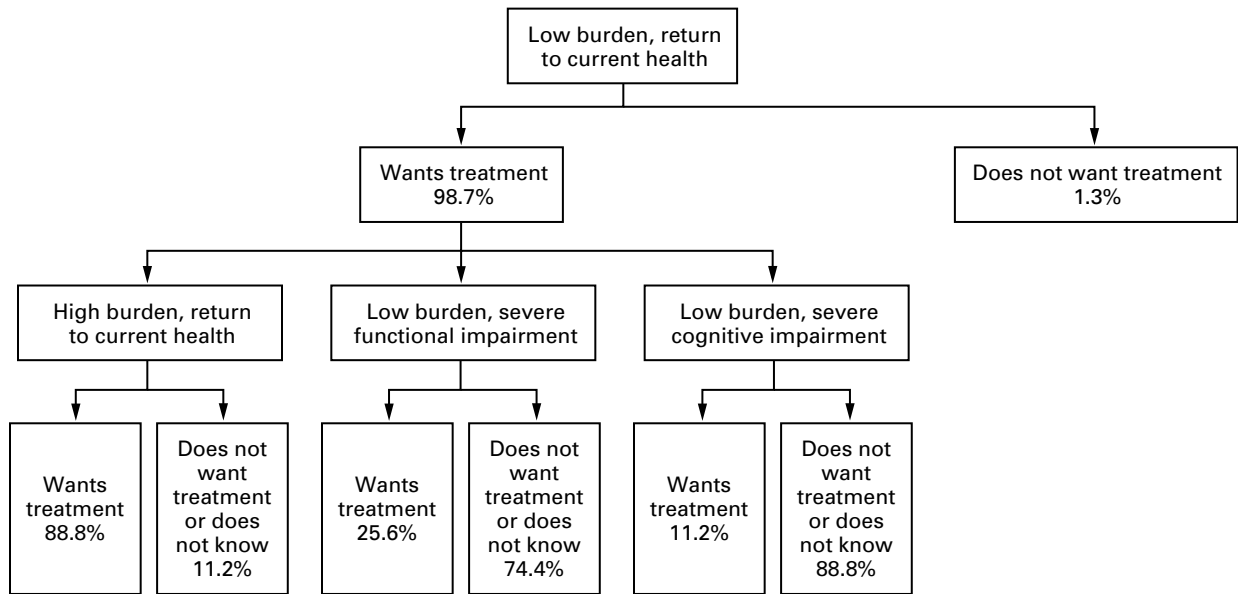 Low burden, return
to current health
Wants treatment
98.7%
Does not want treatment
1.3%
High burden, return
to current health
Low burden, severe
functional impairment
Low burden, severe
cognitive impairment
Wants
treatment
88.8%
Does not
want
treatment
or does
not know
11.2%
Wants
treatment
25.6%
Does not
want
treatment
or does
not know
74.4%
Wants
treatment
11.2%
Does not
want
treatment
or does
not know
88.8%